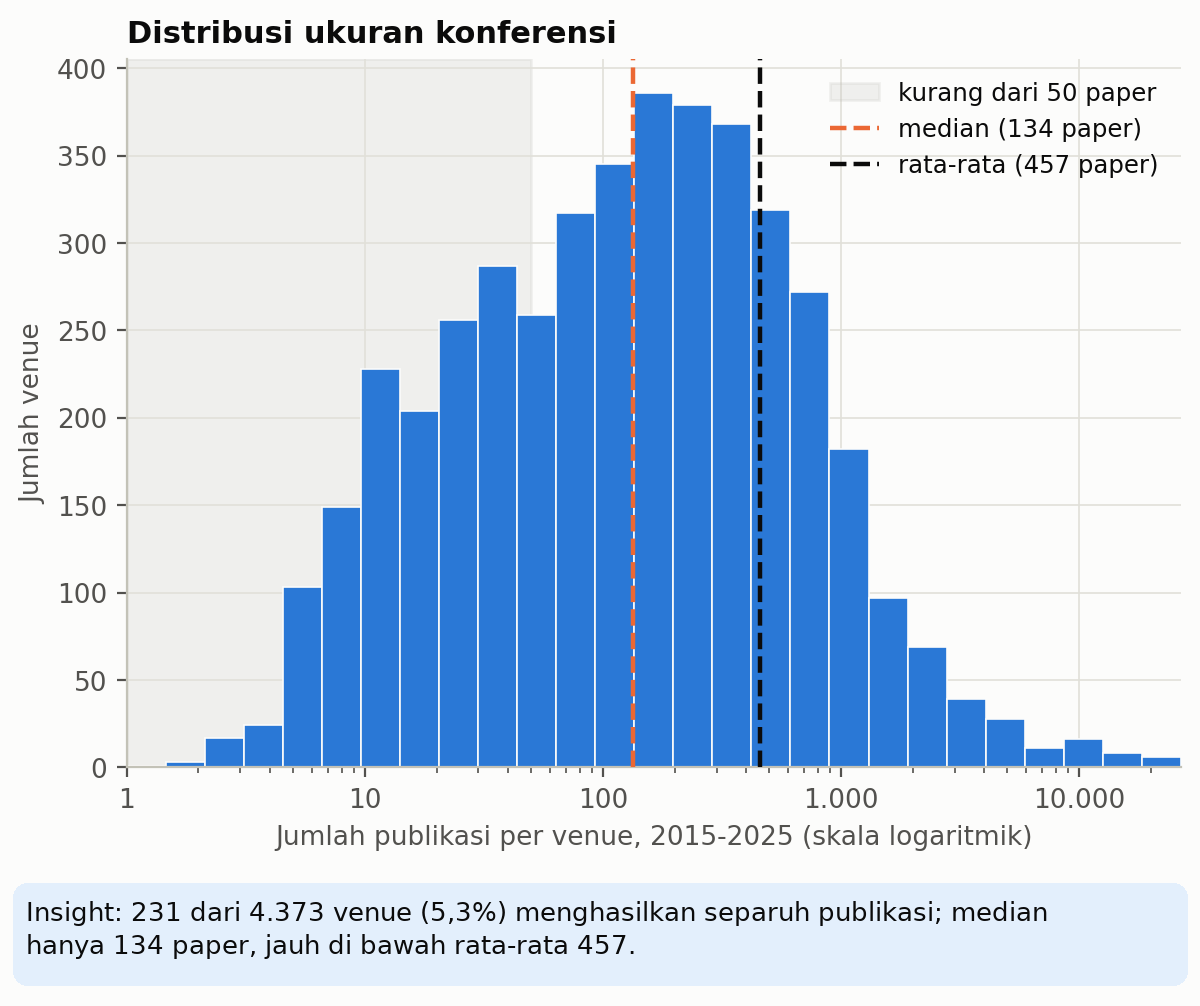 Distribusi ukuran konferensi
kurang dari 50 paper
median (134 paper)
rata-rata (457 paper)
Jumlah venue
400
350
300
250
200
150
100
50
0
1
10
100
1.000
10.000
Jumlah publikasi per venue, 2015-2025 (skala logaritmik)
Insight: 231 dari 4.373 venue (5,3%) menghasilkan separuh publikasi; median
hanya 134 paper, jauh di bawah rata-rata 457.